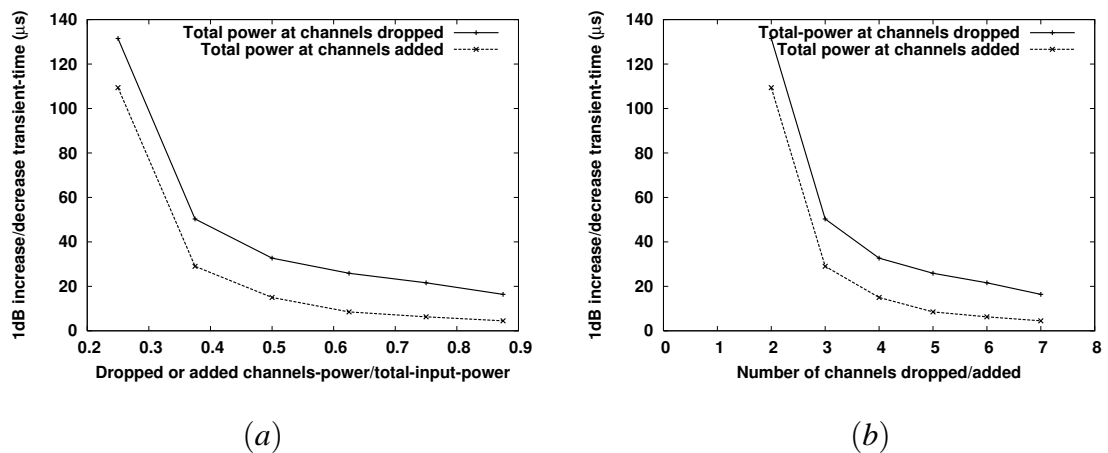 1dB increase/decrease transient-time (μs)
140
120
100
80
60
40
20
0
Total power at channels dropped
Total power at channels added
0.2 0.3 0.4 0.5 0.6 0.7 0.8 0.9
Dropped or added channels-power/total-input-power
(a)
1dB increase/decrease transient-time (μs)
140
120
100
80
60
40
20
0
Total-power at channels dropped
Total power at channels added
0 1 2 3 4 5 6 7 8
Number of channels dropped/added
(b)